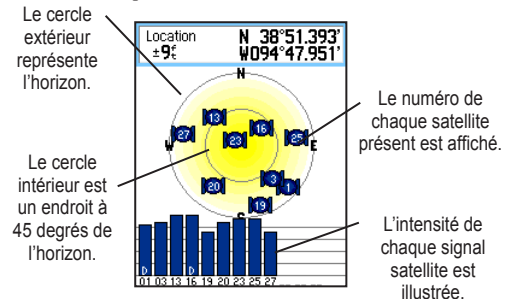 Le cercle
extérieur
représente
l'horizon.
Location
N 38°51.393'
±9f
W094°47.951'
N
13
16
27
23
25
W
E
3
20
1
19
S
Le numéro de
chaque satellite
présent est affiché.
Le cercle
intérieur est
un endroit à
45 degrés de
l'horizon.
D D
01 03 13 16 19 20 23 25 27
L'intensité de
chaque signal
satellite est
illustrée.